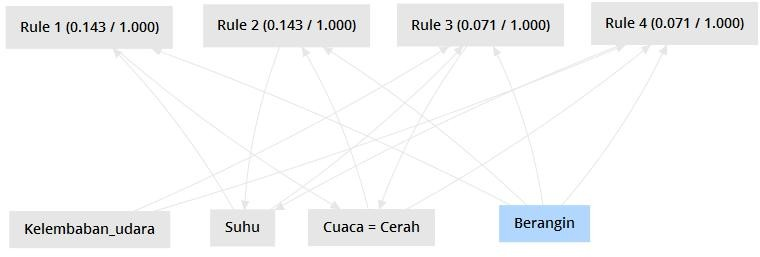 Rule 1 (0.143 / 1.000)
Rule 2 (0.143 / 1.000)
Rule 3 (0.071 / 1.000)
Rule 4 (0.071 / 1.000)
Kelembaban_udara
Suhu
Cuaca = Cerah
Berangin